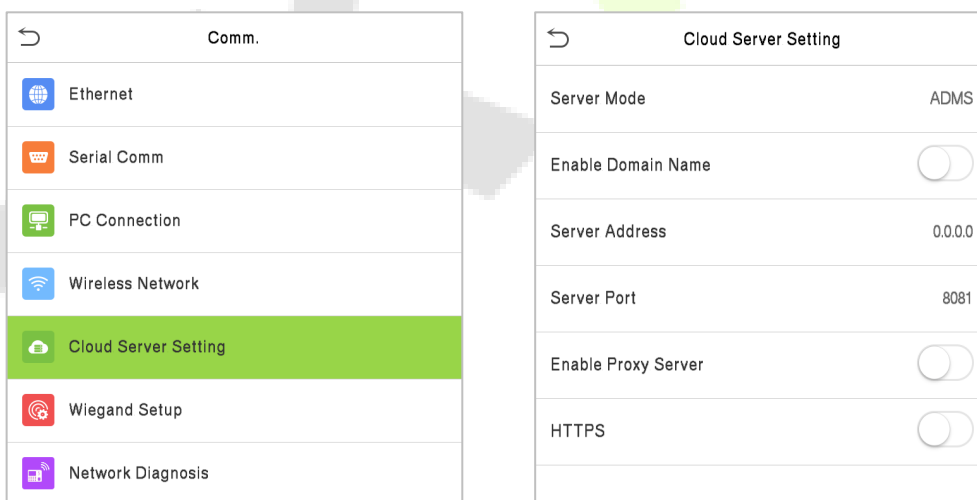 Comm.
Ethernet
Serial Comm
PC Connection
Wireless Network
Cloud Server Setting
Wiegand Setup
Network Diagnosis
Cloud Server Setting
Server Mode ADMS
Enable Domain Name
Server Address 0.0.0.0
Server Port 8081
Enable Proxy Server
HTTPS